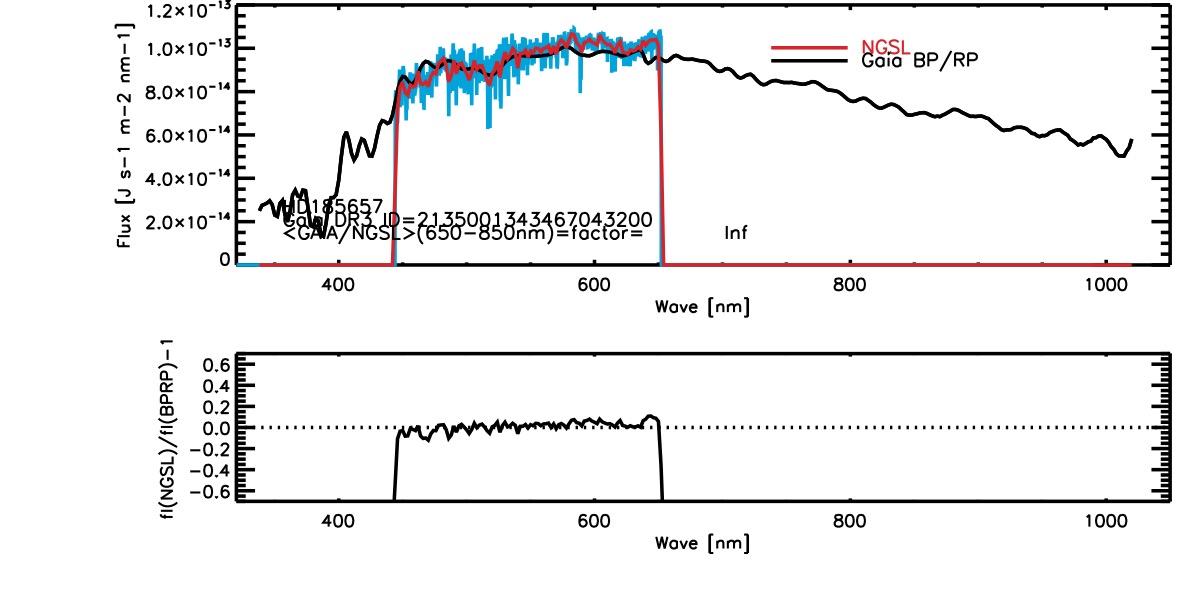 1.2×10−13
1.0×10−13
8.0×10−14
6.0×10−14
4.0×10−14
2.0×10−14
0
Flux [J s−1 m−2 nm−1]
NGSL
Gaia BP/RP
HD185657
Gaia DR3 ID=2135001343467043200
<GAIA/NGSL>(650−850nm)=factor= Inf
400 600 800 1000
Wave [nm]
fl(NGSL)/fl(BPRP)−1
0.6
0.4
0.2
0.0
−0.2
−0.4
−0.6
400 600 800 1000
Wave [nm]